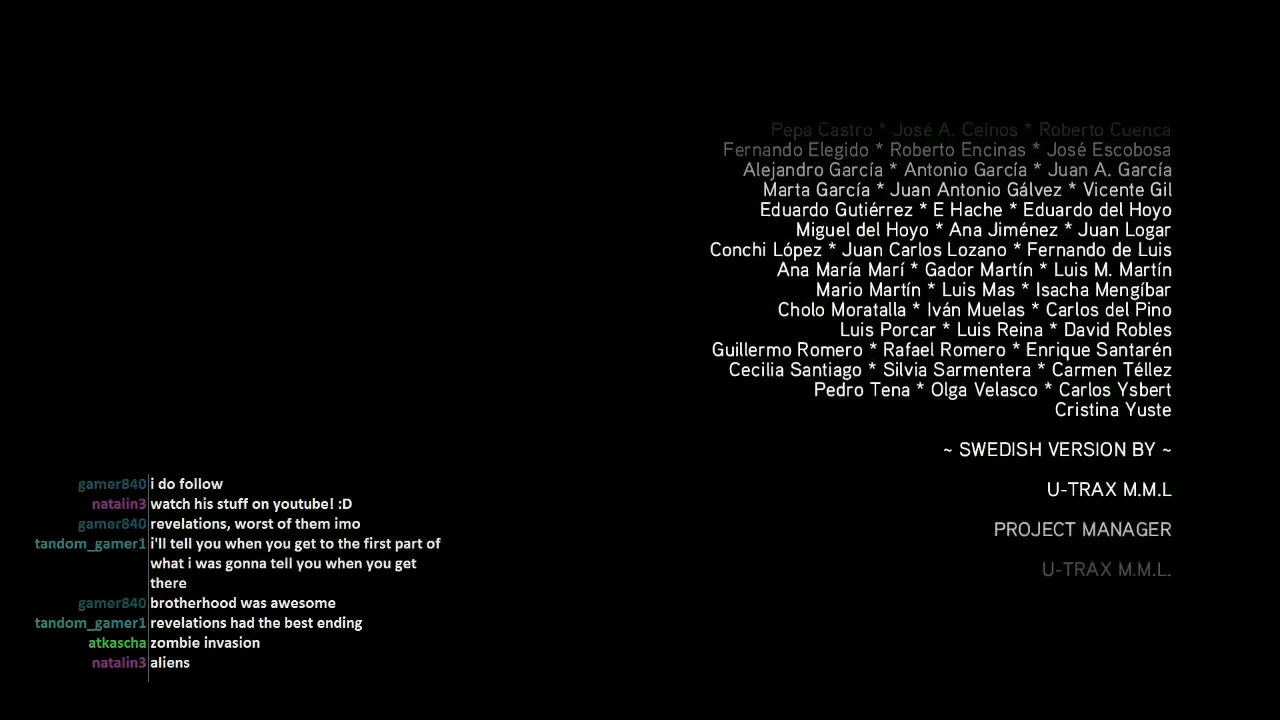 Pepa Castro * José A. Ceínos * Roberto Cuenca
Fernando Elegido * Roberto Encinas * José Escobosa
Alejandro García * Antonio García * Juan A. García
Marta García * Juan Antonio Gálvez * Vicente Gil
Eduardo Gutiérrez * E Hache * Eduardo del Hoyo
Miguel del Hoyo * Ana Jiménez * Juan Logar
Conchi López * Juan Carlos Lozano * Fernando de Luis
Ana María Marí * Gador Martín * Luis M. Martín
Mario Martín * Luis Mas * Isacha Mengíbar
Cholo Moratalla * Iván Muelas * Carlos del Pino
Luis Porcar * Luis Reina * David Robles
Guillermo Romero * Rafael Romero * Enrique Santarén
Cecilia Santiago * Silvia Sarmentera * Carmen Téllez
Pedro Tena * Olga Velasco * Carlos Ysbert
Cristina Yuste
~ SWEDISH VERSION BY ~
U-TRAX M.M.L
PROJECT MANAGER
U-TRAX M.M.L.
gamer840 i do follow
natalin3 watch his stuff on youtube! :D
gamer840 revelations, worst of them imo
tandom_gamer1 i'll tell you when you get to the first part of
what i was gonna tell you when you get
there
gamer840 brotherhood was awesome
tandom_gamer1 revelations had the best ending
atkascha zombie invasion
natalin3 aliens